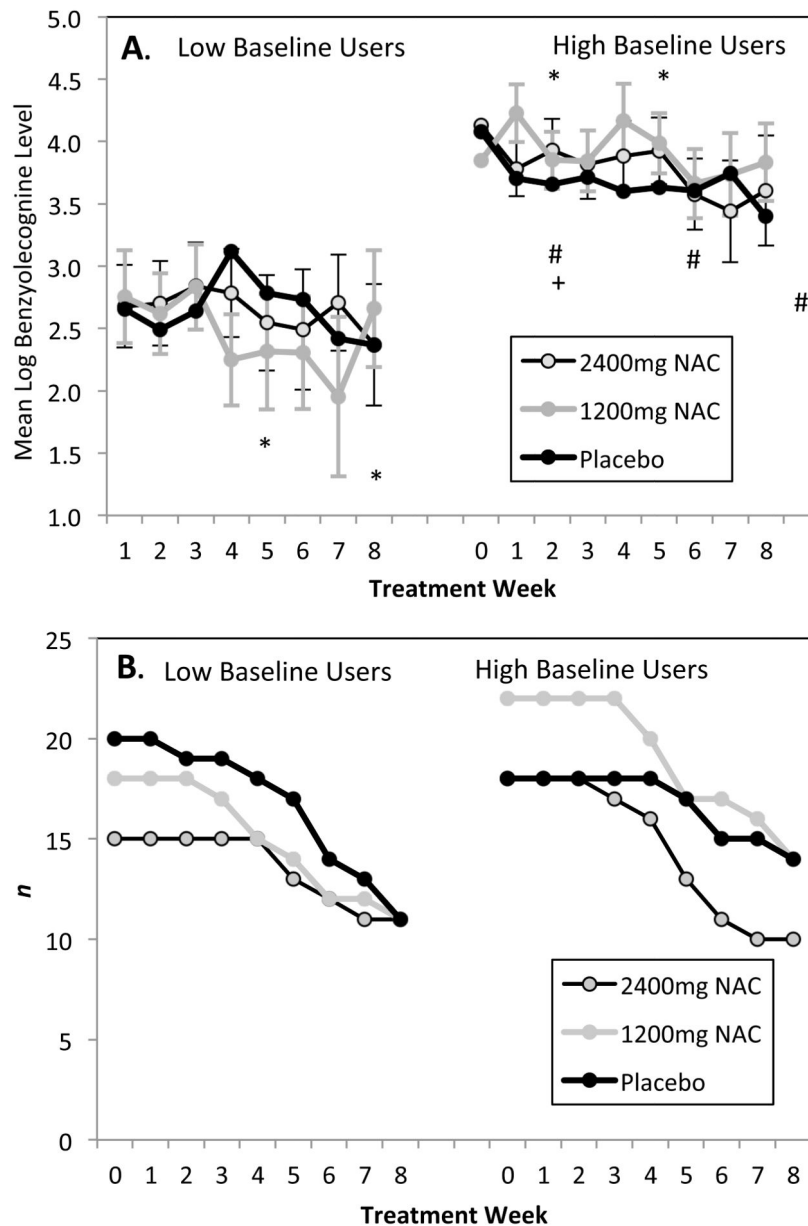 A. Low Baseline Users High Baseline Users
5.0
4.5
4.0
3.5
3.0
2.5
2.0
1.5
1.0
Mean Log Benzyolecognine Level
* *
# #
+
#
* *
2400mg NAC
1200mg NAC
Placebo
1 2 3 4 5 6 7 8 0 1 2 3 4 5 6 7 8
Treatment Week
B. Low Baseline Users High Baseline Users
25
20
15
10
5
0
n
2400mg NAC
1200mg NAC
Placebo
0 1 2 3 4 5 6 7 8 0 1 2 3 4 5 6 7 8
Treatment Week